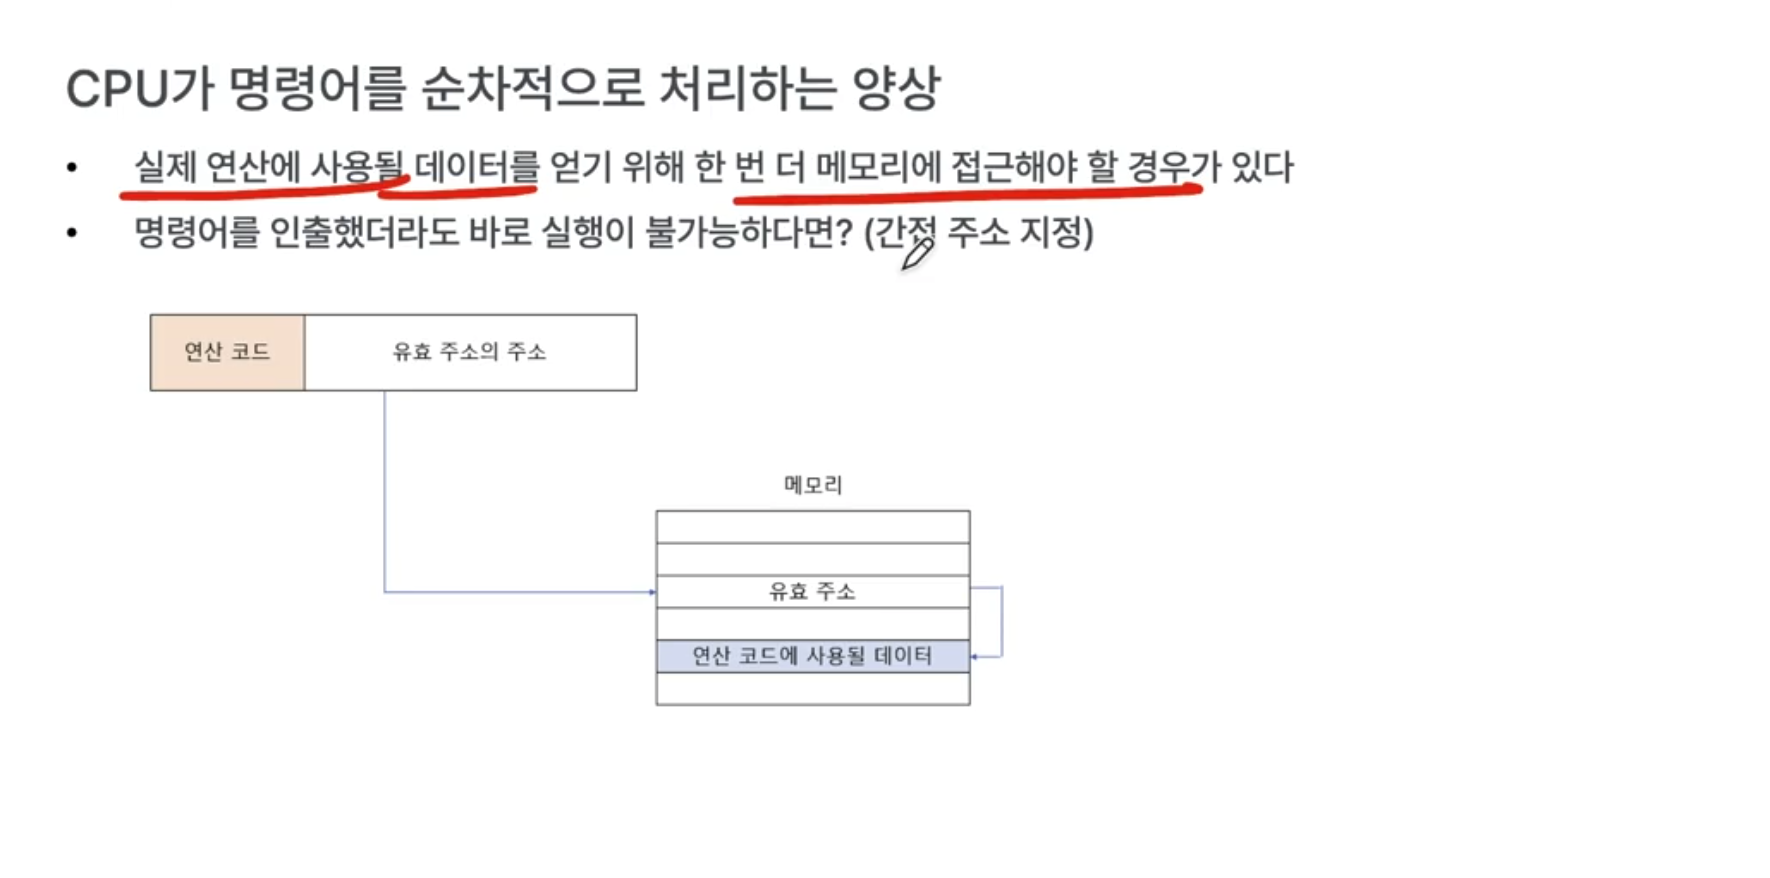 CPU가 명령어를 순차적으로 처리하는 양상
• 실제 연산에 사용될 데이터를 얻기 위해 한 번 더 메모리에 접근해야 할 경우가 있다
• 명령어를 인출했더라도 바로 실행이 불가능하다면? (간접 주소 지정)
연산 코드
유효 주소의 주소
메모리
유효 주소
연산 코드에 사용될 데이터